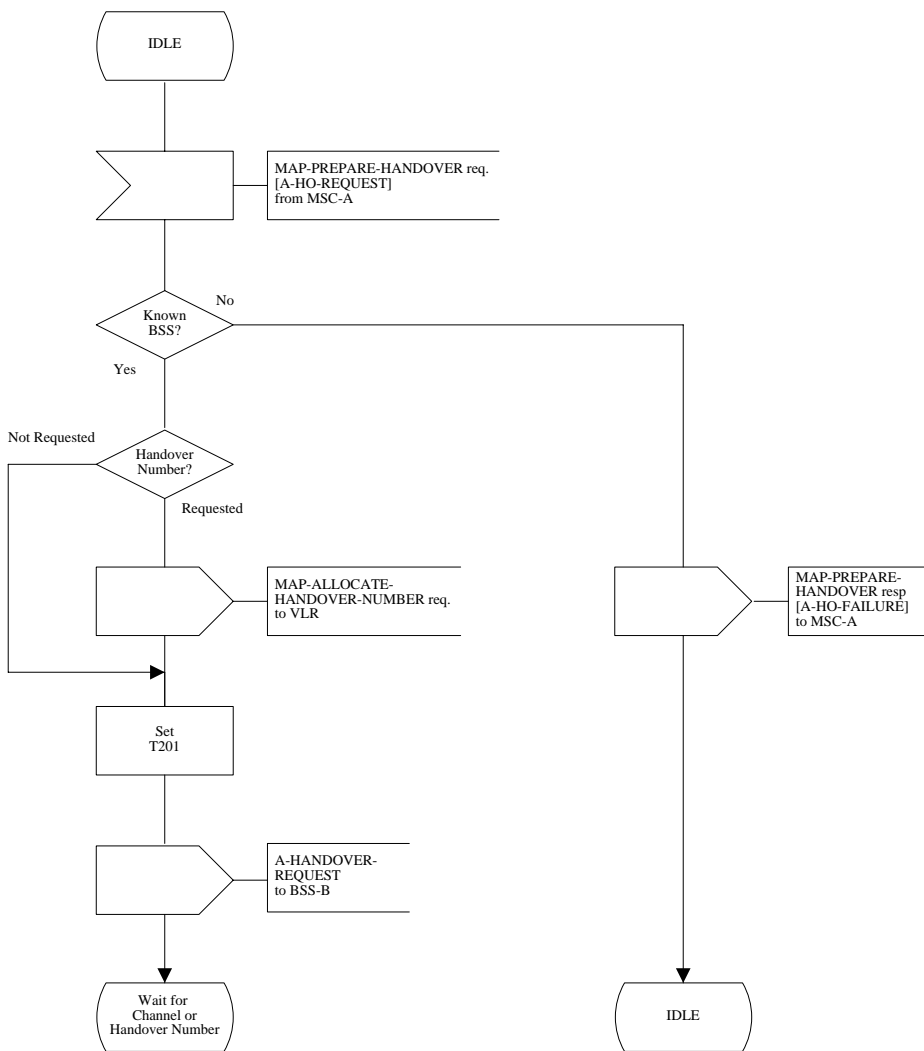 IDLE
MAP-PREPARE-HANDOVER req.
[A-HO-REQUEST]
from MSC-A
No
Known
BSS?
Yes
Not Requested
Handover
Number?
Requested
MAP-ALLOCATE-
HANDOVER-NUMBER req.
to VLR
MAP-PREPARE-
HANDOVER resp
[A-HO-FAILURE]
to MSC-A
Set
T201
A-HANDOVER-
REQUEST
to BSS-B
Wait for
Channel or
Handover Number
IDLE